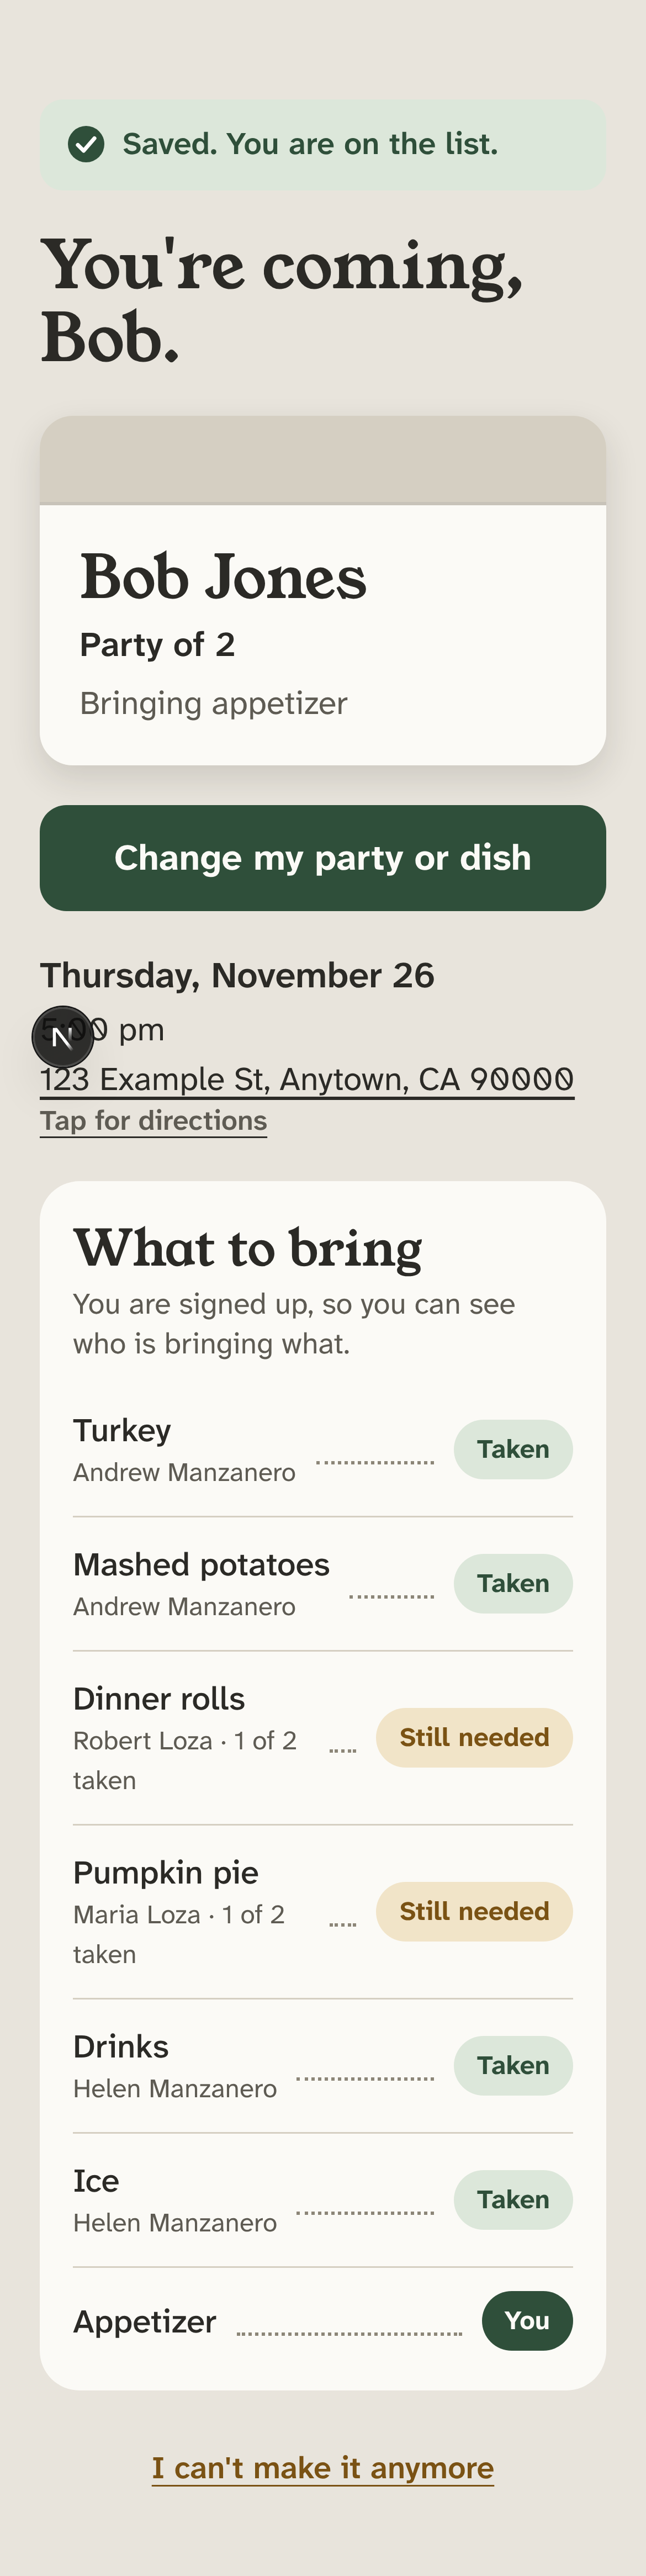 Saved. You are on the list.
You're coming,
Bob.
Bob Jones
Party of 2
Bringing appetizer
Change my party or dish
Thursday, November 26
5:00 pm
N
123 Example St, Anytown, CA 90000
Tap for directions
What to bring
You are signed up, so you can see
who is bringing what.
Turkey
Andrew Manzanero
Taken
Mashed potatoes
Andrew Manzanero
Taken
Dinner rolls
Robert Loza · 1 of 2
taken
Still needed
Pumpkin pie
Maria Loza · 1 of 2
taken
Still needed
Drinks
Helen Manzanero
Taken
Ice
Helen Manzanero
Taken
Appetizer
You
I can't make it anymore